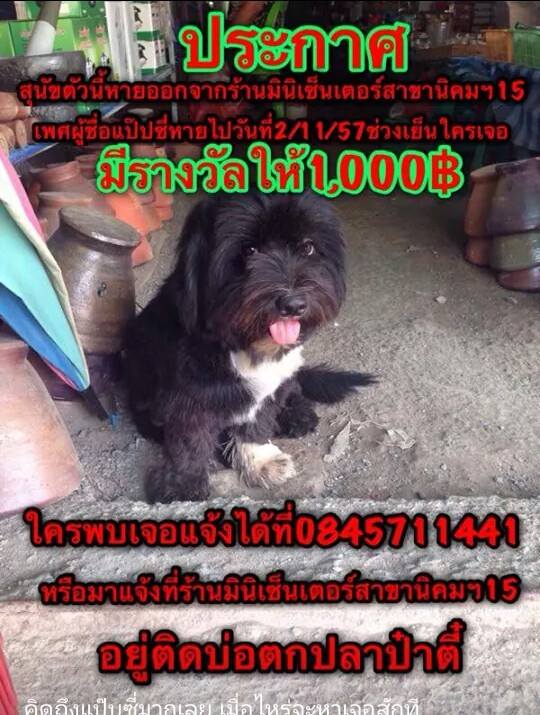 ประกาศ
สุนัขตัวนี้หายออกจากร้านมินิเซ็นเตอร์สาขานิคมฯ15
เพศผู้ชื่อแป๊ปซี่หายไปวันที่2/11/57ช่วงเย็นใครเจอ
มีรางวัลให้1,000฿
ใครพบเจอแจ้งได้ที่0845711441
หรือมาแจ้งที่ร้านมินิเซ็นเตอร์สาขานิคมฯ15
อยู่ติดบ่อตกปลาป๋าตี๋
คิดถึงแป๊บซี่มากเลย เมื่อไหร่จะหาเจอสักที